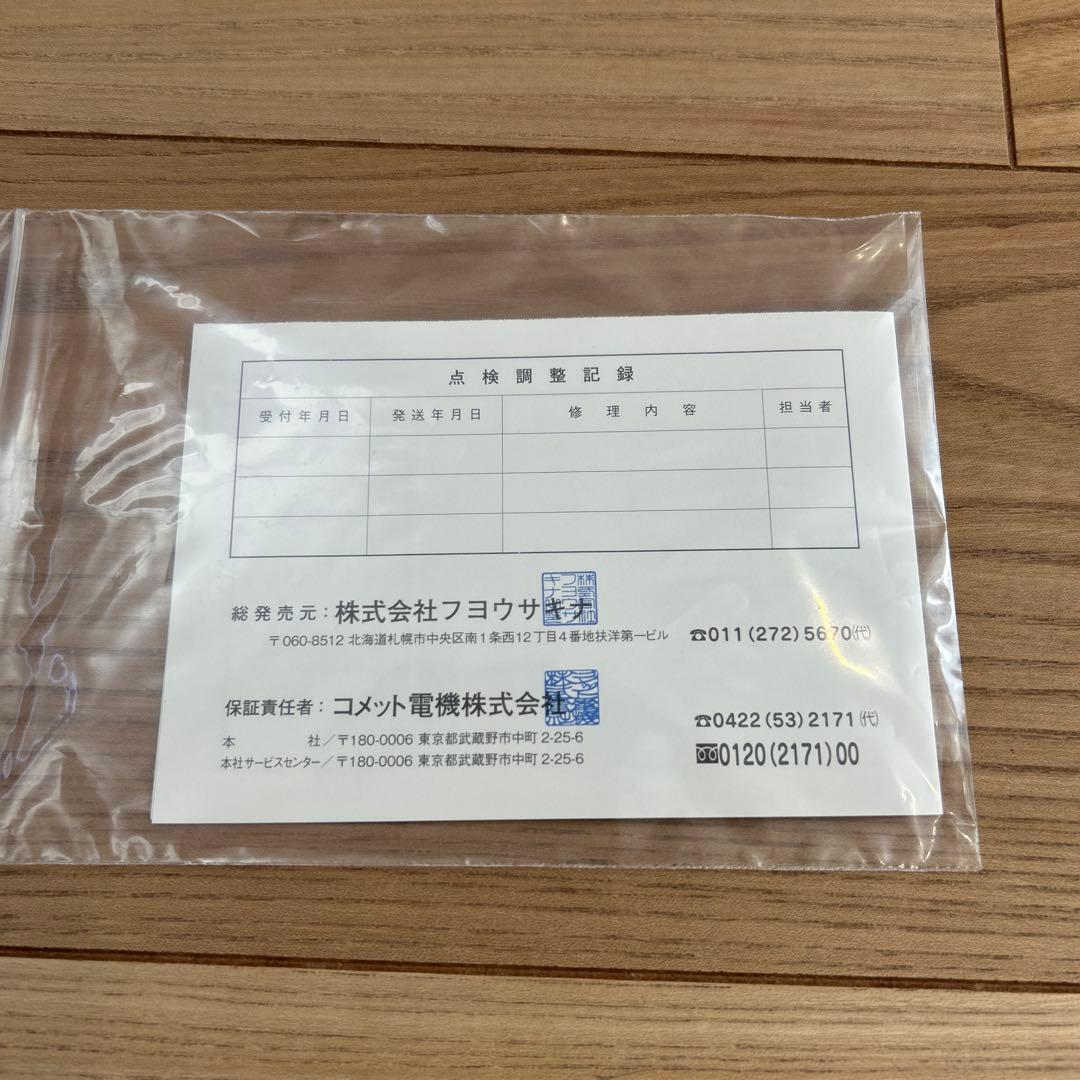 点検調整記録
受付年月日 発送年月日 修理内容 担当者
総発売元：株式会社フヨウサキナ
〒060-8512 北海道札幌市中央区南1条西12丁目4番地扶洋第一ビル ☎011(272)5670㈹
保証責任者：コメット電機株式会社
☎0422(53)2171㈹
本社／〒180-0006 東京都武蔵野市中町2-25-6
本社サービスセンター／〒180-0006 東京都武蔵野市中町2-25-6 0120(2171)00